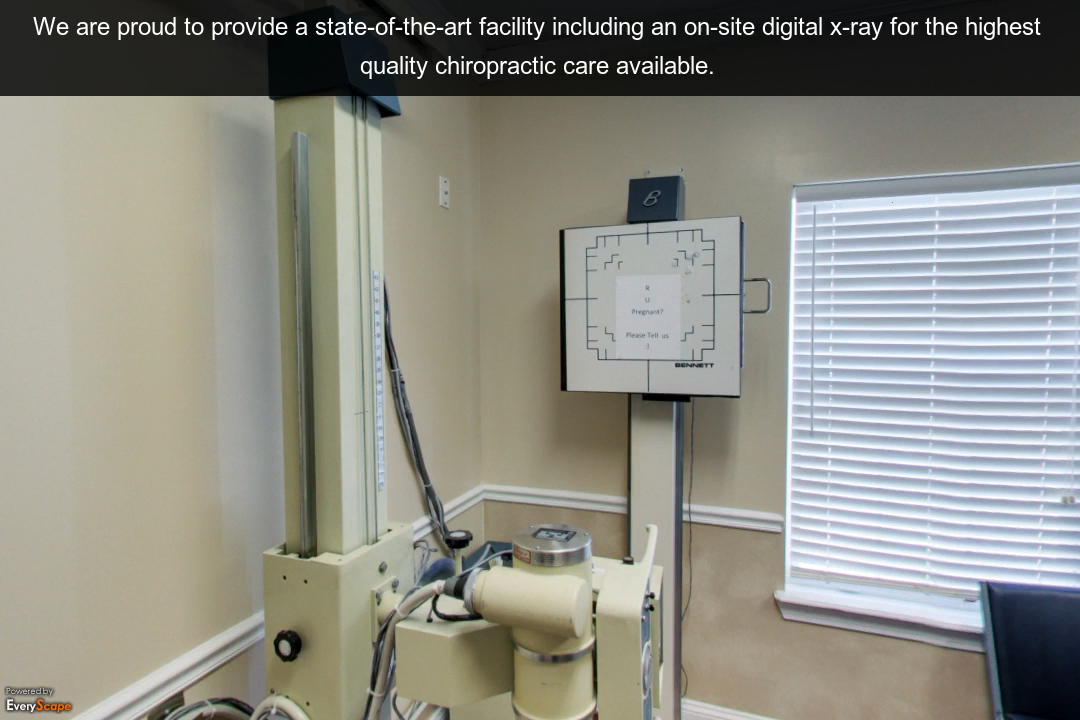 We are proud to provide a state-of-the-art facility including an on-site digital x-ray for the highest
quality chiropractic care available.
B
R
U
Pregnant?
Please Tell us
:)
BENNETT
Powered by
EveryScape